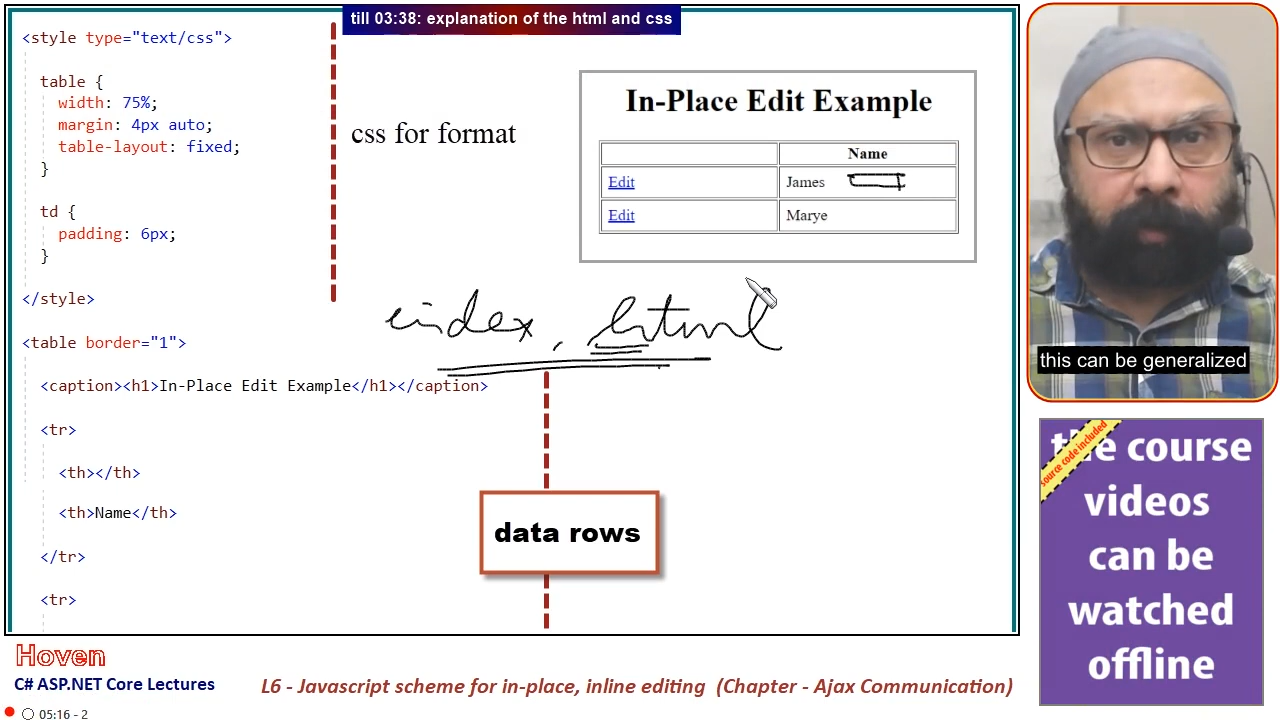 till 03:38: explanation of the html and css
<style type="text/css">
table {
width: 75%;
margin: 4px auto;
table-layout: fixed;
}
td {
padding: 6px;
}
</style>
<table border="1">
<caption><h1>In-Place Edit Example</h1></caption>
<tr>
<th></th>
<th>Name</th>
</tr>
<tr>
css for format
In-Place Edit Example
Name
Edit James
Edit Marye
index.html
data rows
this can be generalized
source code included
the course
videos
can be
watched
offline
Hoven
C# ASP.NET Core Lectures
L6 - Javascript scheme for in-place, inline editing (Chapter - Ajax Communication)
05:16 - 2